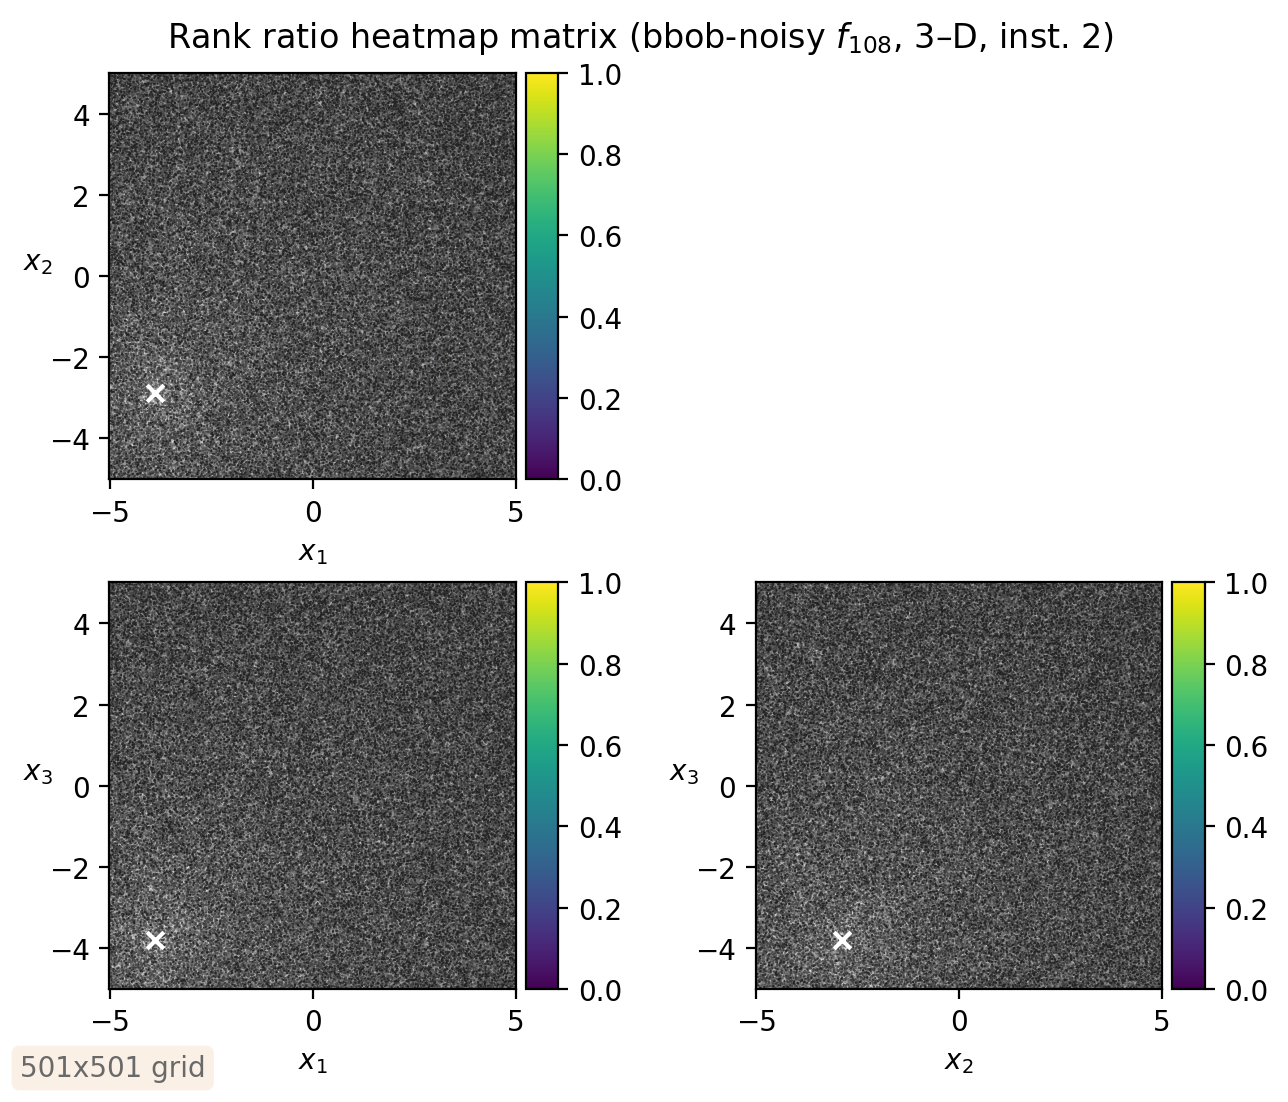 Rank ratio heatmap matrix (bbob-noisy f₁₀₈, 3–D, inst. 2)
1.0
4
0.8
2
0.6
x₂
0
0.4
−2
0.2
−4
0.0
−5 0 5
x₁
1.0 1.0
4 4
0.8 0.8
2 2
0.6 0.6
x₃ x₃
0 0
0.4 0.4
−2 −2
0.2 0.2
−4 −4
0.0 0.0
−5 0 5 −5 0 5
x₁ x₂
501x501 grid